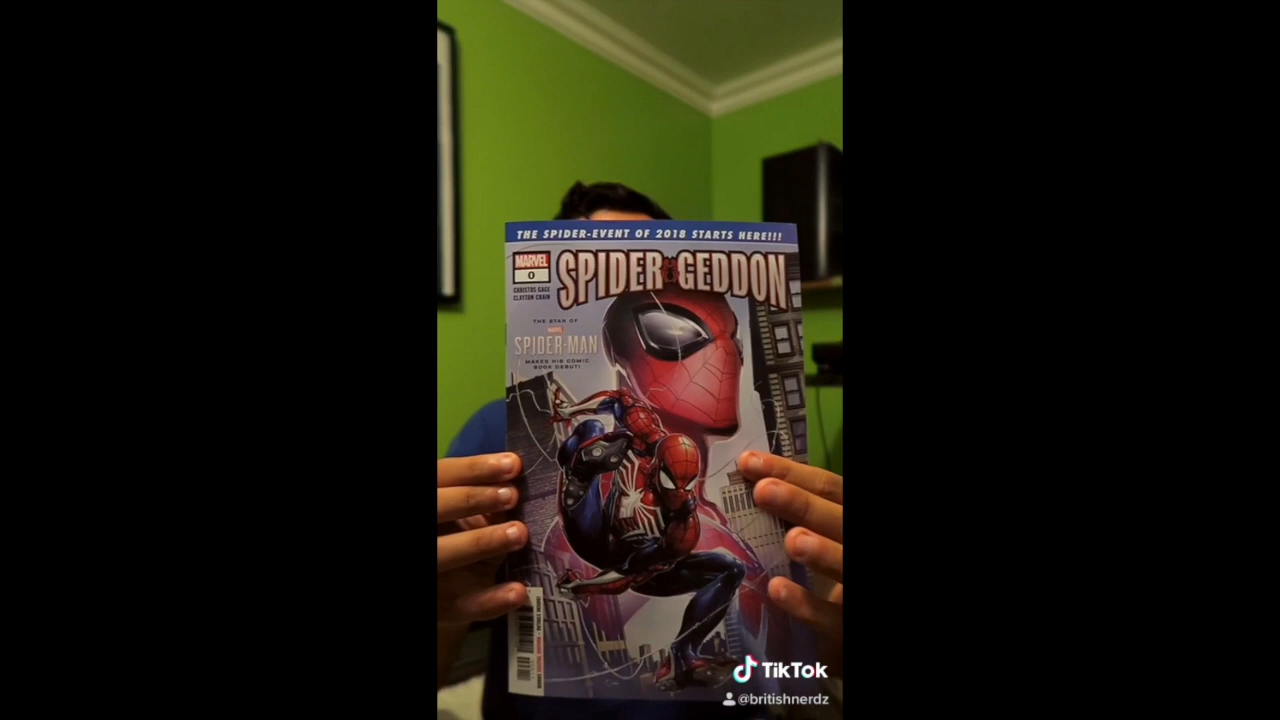 THE SPIDER-EVENT OF 2018 STARTS HERE!!!
MARVEL
0
SPIDER GEDDON
CHRISTOS GAGE
CLAYTON CRAIN
THE STAR OF
MARVEL
SPIDER-MAN
MAKES HIS COMIC
BOOK DEBUT!
TikTok
@britishnerdz